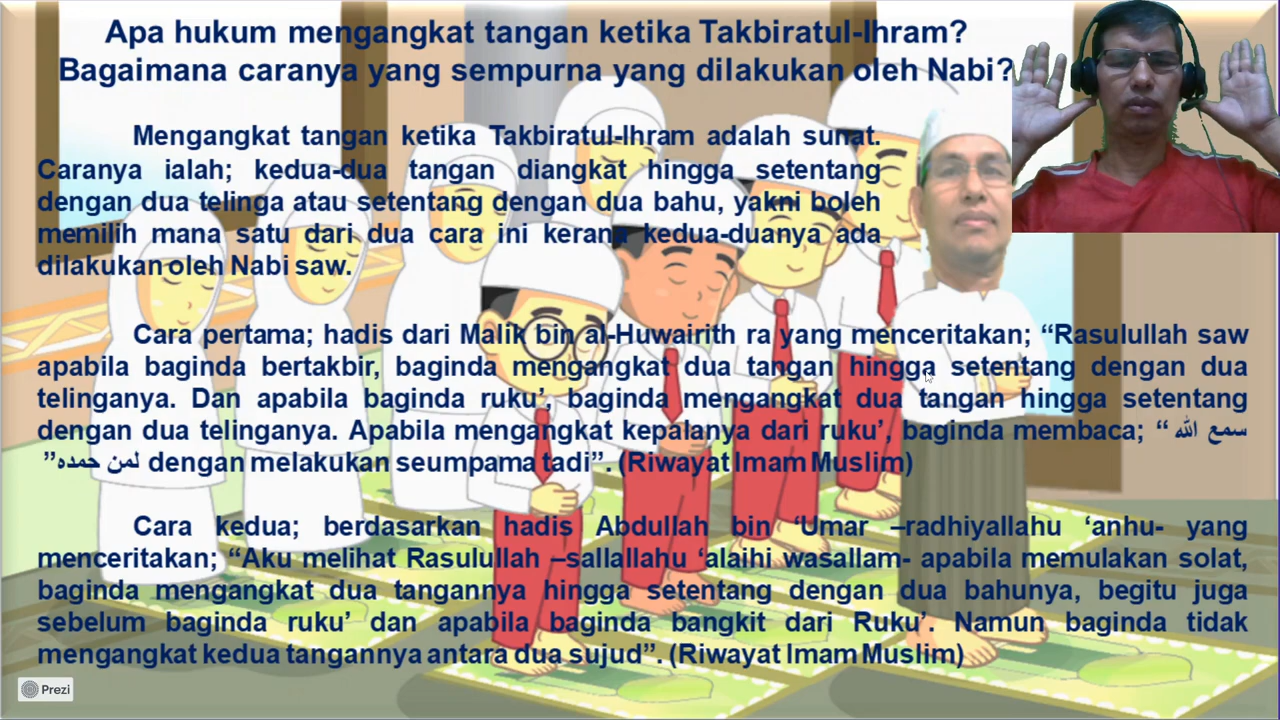 Apa hukum mengangkat tangan ketika Takbiratul-Ihram?
Bagaimana caranya yang sempurna yang dilakukan oleh Nabi?
Mengangkat tangan ketika Takbiratul-Ihram adalah sunat.
Caranya ialah; kedua-dua tangan diangkat hingga setentang
dengan dua telinga atau setentang dengan dua bahu, yakni boleh
memilih mana satu dari dua cara ini kerana kedua-duanya ada
dilakukan oleh Nabi saw.
Cara pertama; hadis dari Malik bin al-Huwairith ra yang menceritakan; “Rasulullah saw
apabila baginda bertakbir, baginda mengangkat dua tangan hingga setentang dengan dua
telinganya. Dan apabila baginda ruku’, baginda mengangkat dua tangan hingga setentang
dengan dua telinganya. Apabila mengangkat kepalanya dari ruku’, baginda membaca; “ سمع الله
لمن حمده” dengan melakukan seumpama tadi”. (Riwayat Imam Muslim)
Cara kedua; berdasarkan hadis Abdullah bin ‘Umar –radhiyallahu ‘anhu- yang
menceritakan; “Aku melihat Rasulullah –sallallahu ‘alaihi wasallam- apabila memulakan solat,
baginda mengangkat dua tangannya hingga setentang dengan dua bahunya, begitu juga
sebelum baginda ruku’ dan apabila baginda bangkit dari Ruku’. Namun baginda tidak
mengangkat kedua tangannya antara dua sujud”. (Riwayat Imam Muslim)
Prezi